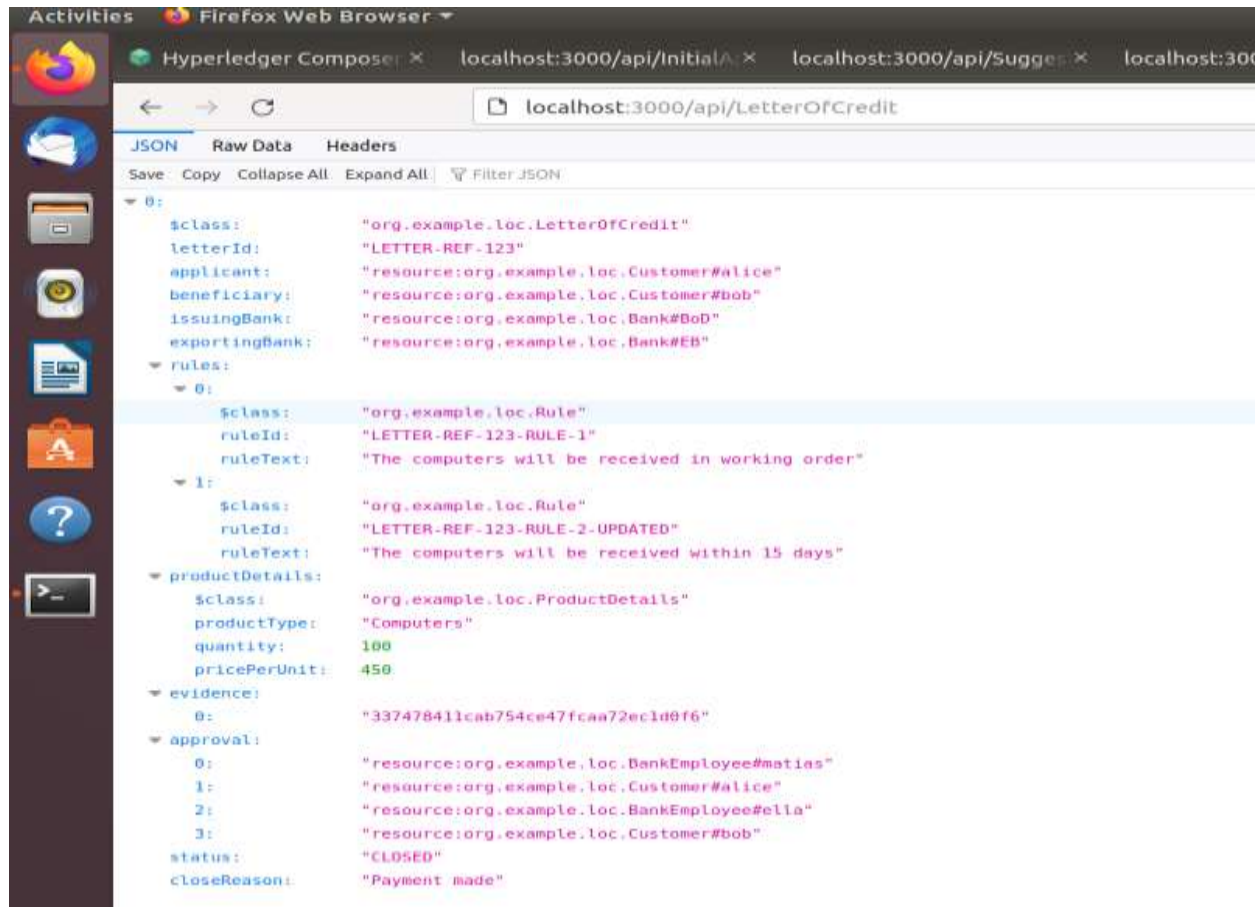 Activities Firefox Web Browser
Hyperledger Composer localhost:3000/api/InitialA localhost:3000/api/Sugges localhost:300
localhost:3000/api/LetterOfCredit
JSON Raw Data Headers
Save Copy Collapse All Expand All Filter JSON
0:
$class: "org.example.loc.LetterOfCredit"
letterId: "LETTER-REF-123"
applicant: "resource:org.example.loc.Customer#alice"
beneficiary: "resource:org.example.loc.Customer#bob"
issuingBank: "resource:org.example.loc.Bank#BoD"
exportingBank: "resource:org.example.loc.Bank#EB"
rules:
0:
$class: "org.example.loc.Rule"
ruleId: "LETTER-REF-123-RULE-1"
ruleText: "The computers will be received in working order"
1:
$class: "org.example.loc.Rule"
ruleId: "LETTER-REF-123-RULE-2-UPDATED"
ruleText: "The computers will be received within 15 days"
productDetails:
$class: "org.example.loc.ProductDetails"
productType: "Computers"
quantity: 100
pricePerUnit: 450
evidence:
0: "337478411cab754ce47fcaa72ec1d0f6"
approval:
0: "resource:org.example.loc.BankEmployee#matias"
1: "resource:org.example.loc.Customer#alice"
2: "resource:org.example.loc.BankEmployee#ella"
3: "resource:org.example.loc.Customer#bob"
status: "CLOSED"
closeReason: "Payment made"